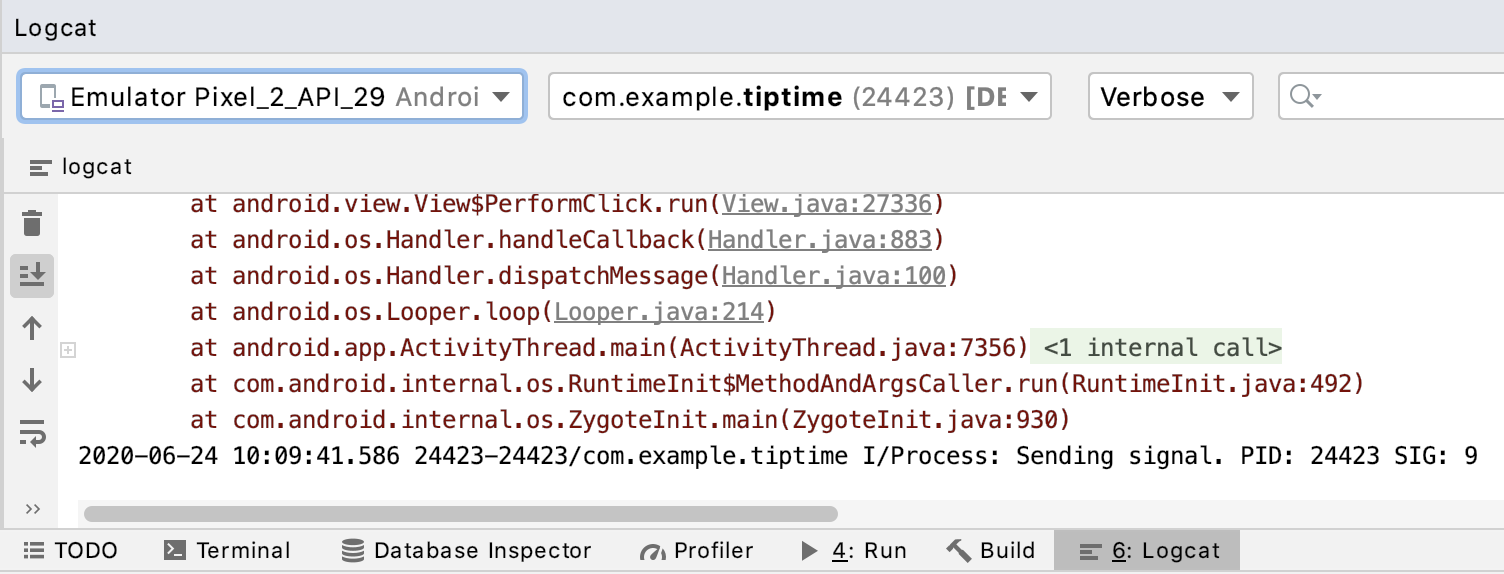 Logcat
Emulator Pixel_2_API_29 Androi com.example.tiptime (24423) [DE Verbose
logcat
at android.view.View$PerformClick.run(View.java:27336)
at android.os.Handler.handleCallback(Handler.java:883)
at android.os.Handler.dispatchMessage(Handler.java:100)
at android.os.Looper.loop(Looper.java:214)
at android.app.ActivityThread.main(ActivityThread.java:7356) <1 internal call>
at com.android.internal.os.RuntimeInit$MethodAndArgsCaller.run(RuntimeInit.java:492)
at com.android.internal.os.ZygoteInit.main(ZygoteInit.java:930)
2020-06-24 10:09:41.586 24423-24423/com.example.tiptime I/Process: Sending signal. PID: 24423 SIG: 9
TODO Terminal Database Inspector Profiler 4: Run Build 6: Logcat